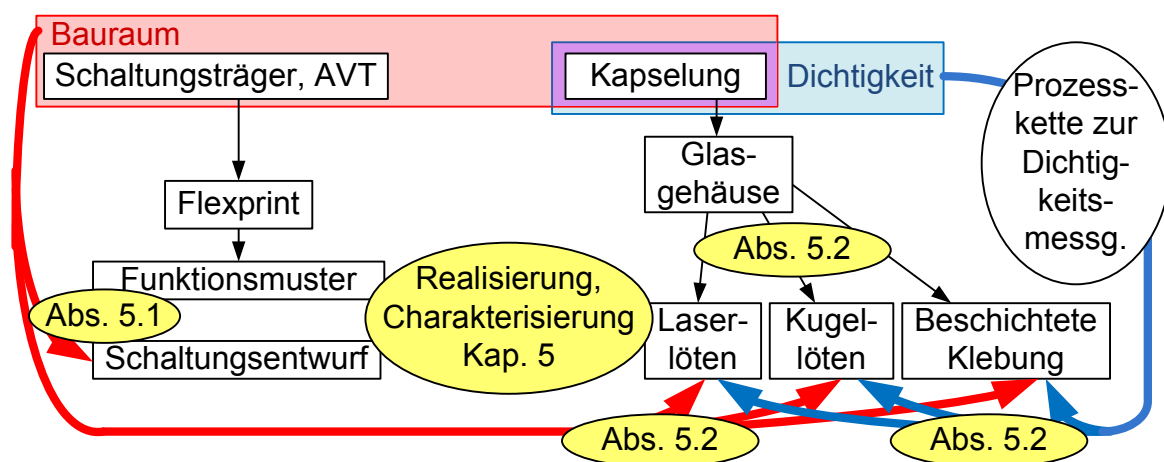 Bauraum
Schaltungsträger, AVT
Kapselung
Dichtigkeit
Prozess-
kette zur
Dichtig-
keits-
messg.
Glas-
gehäuse
Flexprint
Abs. 5.2
Funktionsmuster
Abs. 5.1
Schaltungsentwurf
Realisierung,
Charakterisierung
Kap. 5
Laser-
löten
Kugel-
löten
Beschichtete
Klebung
Abs. 5.2
Abs. 5.2